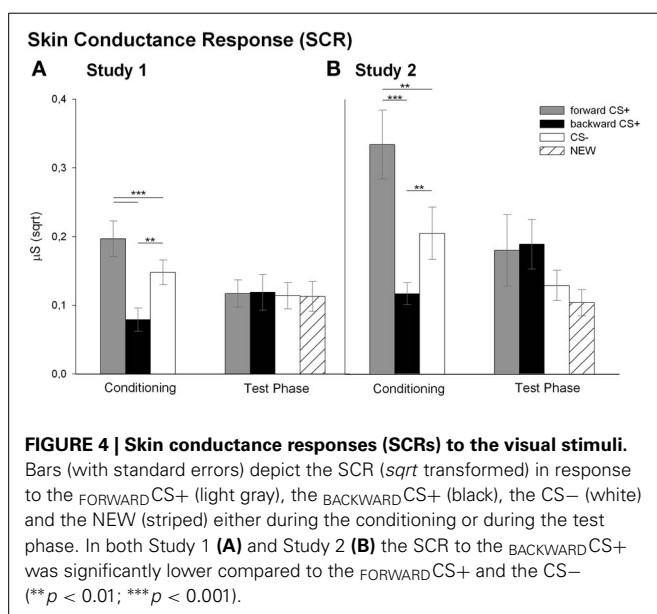 Skin Conductance Response (SCR)
A Study 1
B Study 2
0,4
0,3
0,2
0,1
0,0
µS (sqrt)
***
**
**
***
**
forward CS+
backward CS+
CS-
NEW
Conditioning Test Phase Conditioning Test Phase
FIGURE 4 | Skin conductance responses (SCRs) to the visual stimuli.
Bars (with standard errors) depict the SCR (sqrt transformed) in response
to the FORWARDCS+ (light gray), the BACKWARDCS+ (black), the CS− (white)
and the NEW (striped) either during the conditioning or during the test
phase. In both Study 1 (A) and Study 2 (B) the SCR to the BACKWARDCS+
was significantly lower compared to the FORWARDCS+ and the CS−
(**p < 0.01; ***p < 0.001).